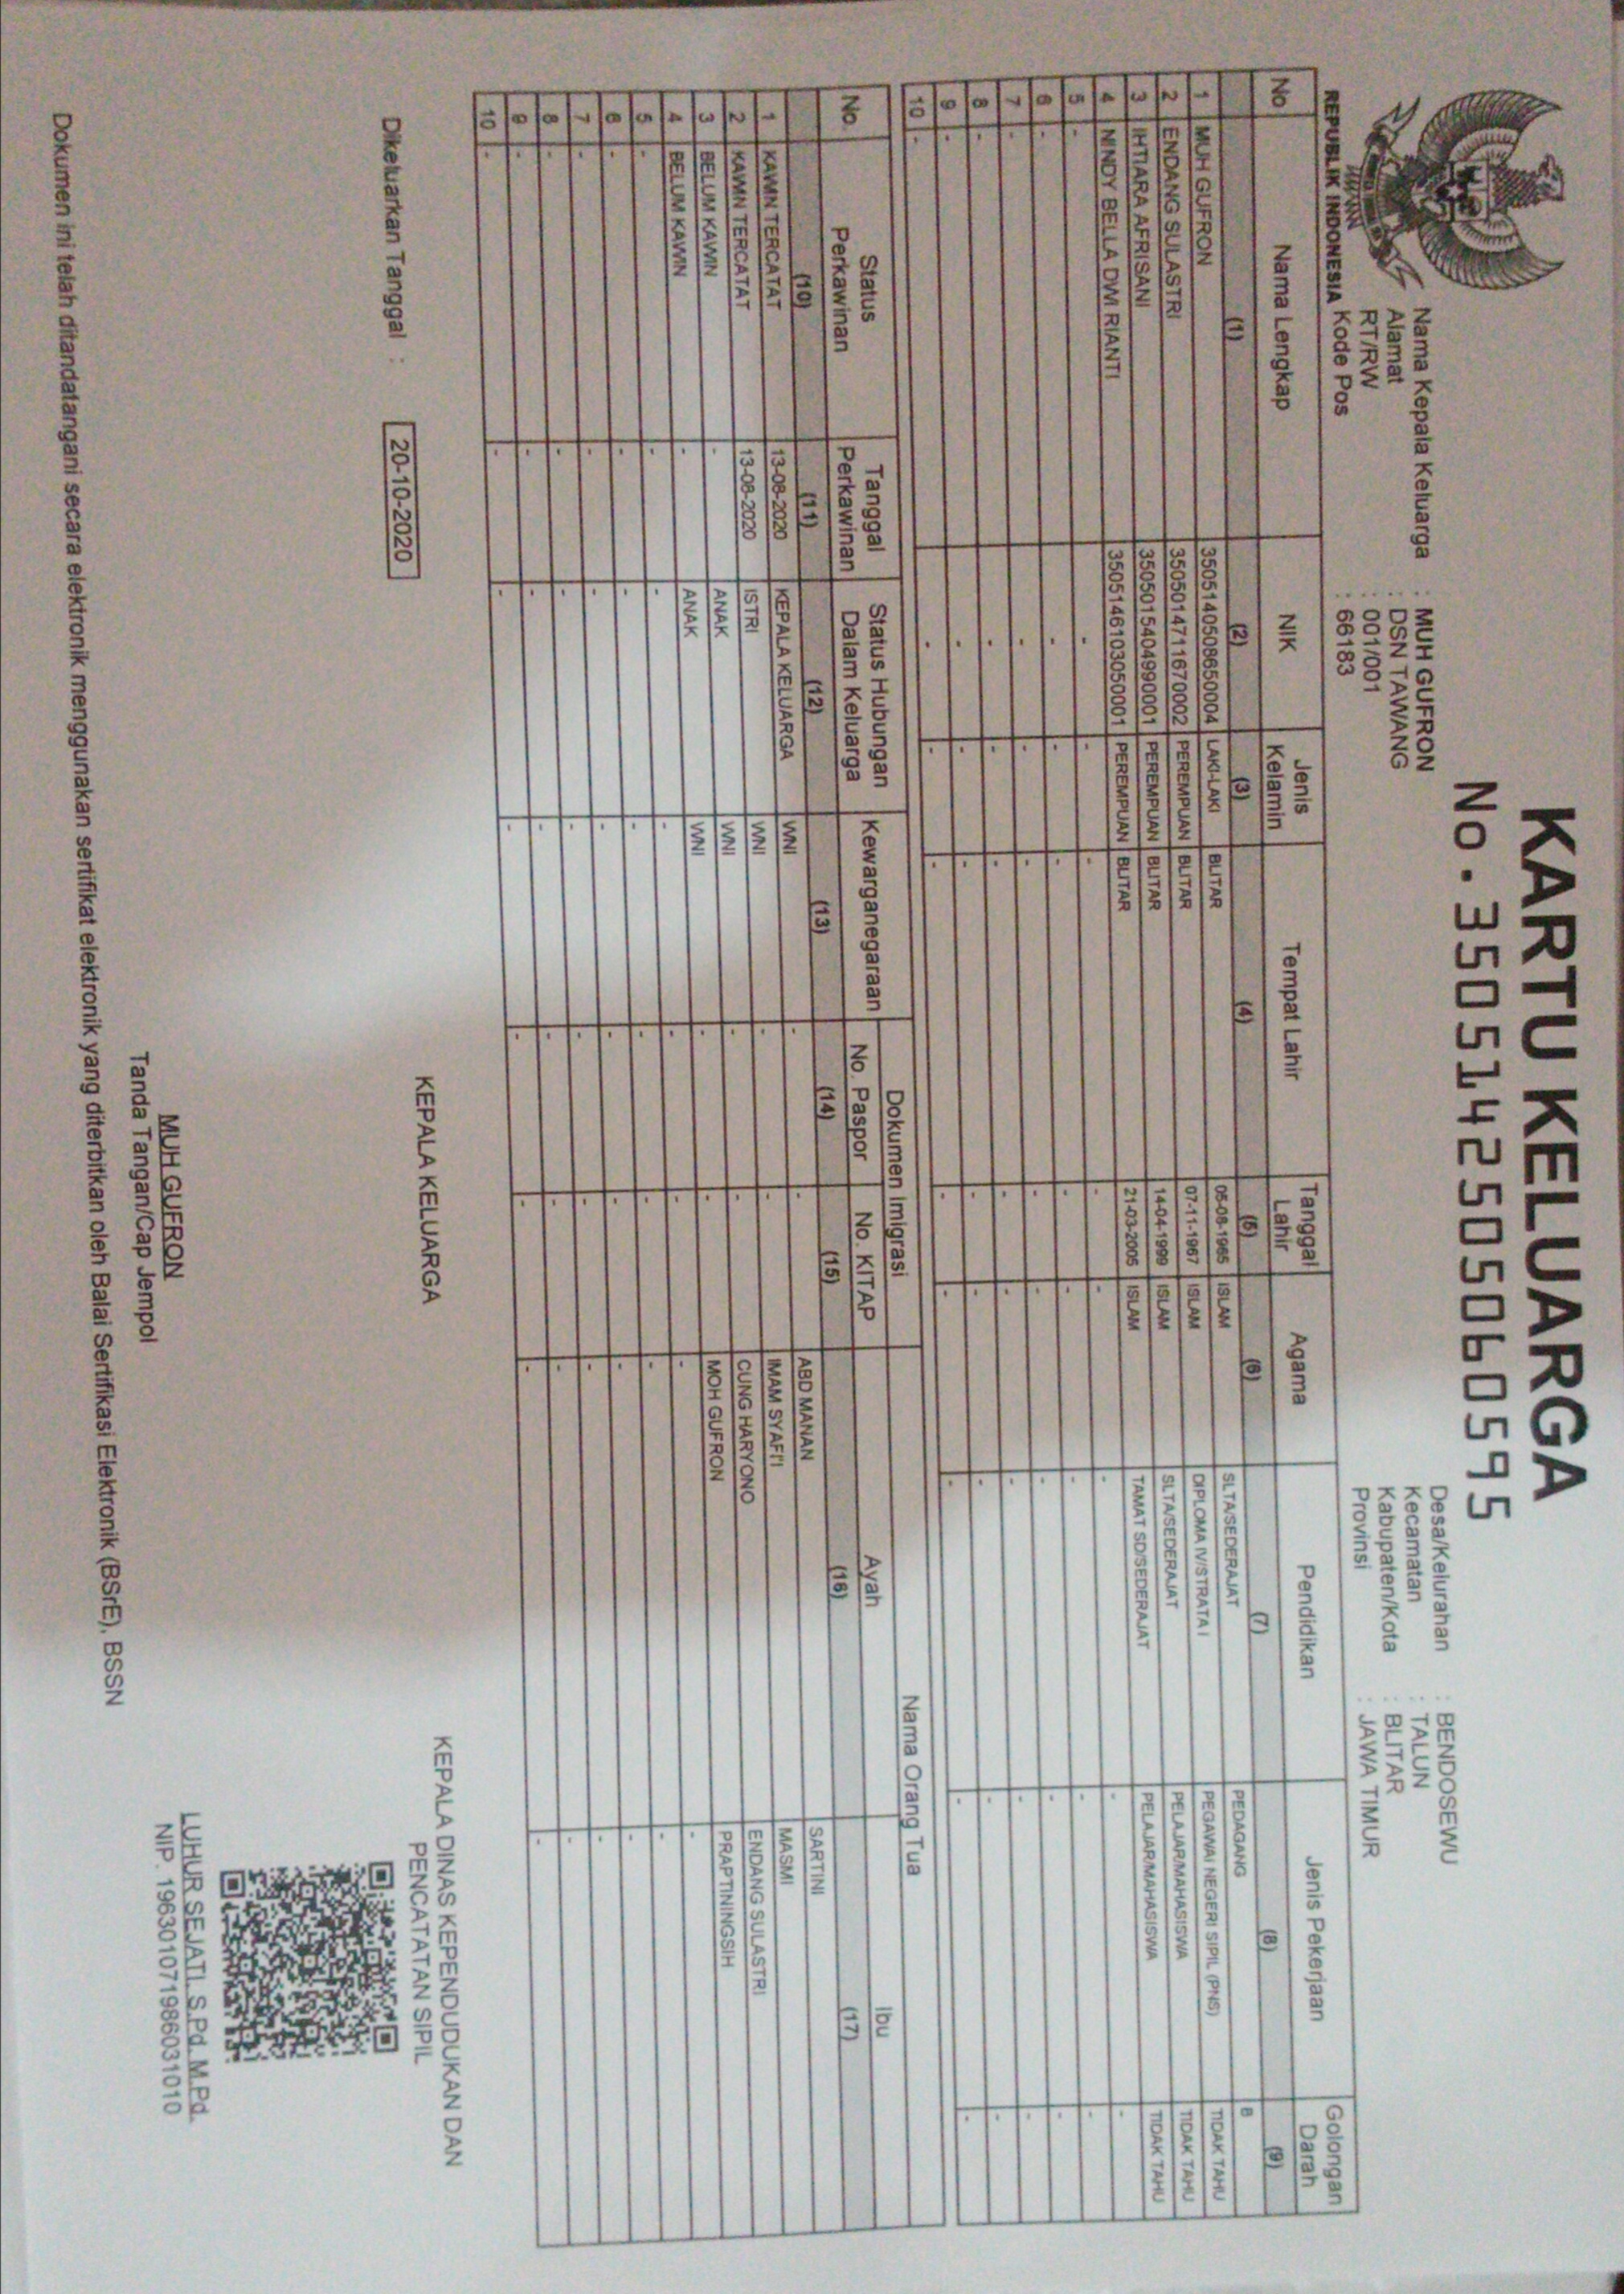 KARTU KELUARGA
No. 3505142505060595
REPUBLIK INDONESIA
Nama Kepala Keluarga : MUH GUFRON
Alamat : DSN TAWANG
RT/RW : 001/001
Kode Pos : 66183
Desa/Kelurahan : BENDOSEWU
Kecamatan : TALUN
Kabupaten/Kota : BLITAR
Provinsi : JAWA TIMUR
No Nama Lengkap NIK Jenis Kelamin Tempat Lahir Tanggal Lahir Agama Pendidikan Jenis Pekerjaan Golongan Darah
(1) (2) (3) (4) (5) (6) (7) (8) (9)
1 MUH GUFRON 3505140508650004 LAKI-LAKI BLITAR 05-08-1965 ISLAM SLTA/SEDERAJAT PEDAGANG B
2 ENDANG SULASTRI 3505014711670002 PEREMPUAN BLITAR 07-11-1967 ISLAM DIPLOMA IV/STRATA I PEGAWAI NEGERI SIPIL (PNS) TIDAK TAHU
3 IHTIARA AFRISANI 3505015404990001 PEREMPUAN BLITAR 14-04-1999 ISLAM SLTA/SEDERAJAT PELAJAR/MAHASISWA TIDAK TAHU
4 NINDY BELLA DWI RIANTI 3505146103050001 PEREMPUAN BLITAR 21-03-2005 ISLAM TAMAT SD/SEDERAJAT PELAJAR/MAHASISWA TIDAK TAHU
5 - - - - - - - - -
6 - - - - - - - - -
7 - - - - - - - - -
8 - - - - - - - - -
9 - - - - - - - - -
10 - - - - - - - - -
No Status Perkawinan Tanggal Perkawinan Status Hubungan Dalam Keluarga Kewarganegaraan Dokumen Imigrasi Nama Orang Tua
No. Paspor No. KITAP Ayah Ibu
(10) (11) (12) (13) (14) (15) (16) (17)
1 KAWIN TERCATAT 13-08-2020 KEPALA KELUARGA WNI - - ABD MANAN SARTINI
2 KAWIN TERCATAT 13-08-2020 ISTRI WNI - - IMAM SYAFI'I MASMI
3 BELUM KAWIN - ANAK WNI - - CUNG HARYONO ENDANG SULASTRI
4 BELUM KAWIN - ANAK WNI - - MOH GUFRON PRAPTININGSIH
5 - - - - - - - -
6 - - - - - - - -
7 - - - - - - - -
8 - - - - - - - -
9 - - - - - - - -
10 - - - - - - - -
Dikeluarkan Tanggal : 20-10-2020
KEPALA KELUARGA
MUH GUFRON
Tanda Tangan/Cap Jempol
KEPALA DINAS KEPENDUDUKAN DAN
PENCATATAN SIPIL
LUHUR SEJATI, S.Pd. M.Pd.
NIP. 196301071986031010
Dokumen ini telah ditandatangani secara elektronik menggunakan sertifikat elektronik yang diterbitkan oleh Balai Sertifikasi Elektronik (BSrE), BSSN